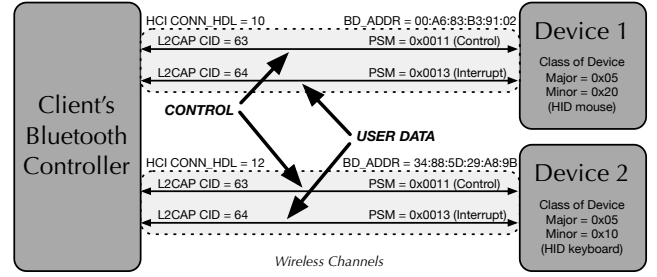 HCI CONN_HDL = 10
BD_ADDR = 00:A6:83:B3:91:02
L2CAP CID = 63
PSM = 0x0011 (Control)
L2CAP CID = 64
PSM = 0x0013 (Interrupt)
Device 1
Class of Device
Major = 0x05
Minor = 0x20
(HID mouse)
Client's
Bluetooth
Controller
CONTROL
USER DATA
HCI CONN_HDL = 12
BD_ADDR = 34:88:5D:29:A8:9B
L2CAP CID = 63
PSM = 0x0011 (Control)
L2CAP CID = 64
PSM = 0x0013 (Interrupt)
Device 2
Class of Device
Major = 0x05
Minor = 0x10
(HID keyboard)
Wireless Channels